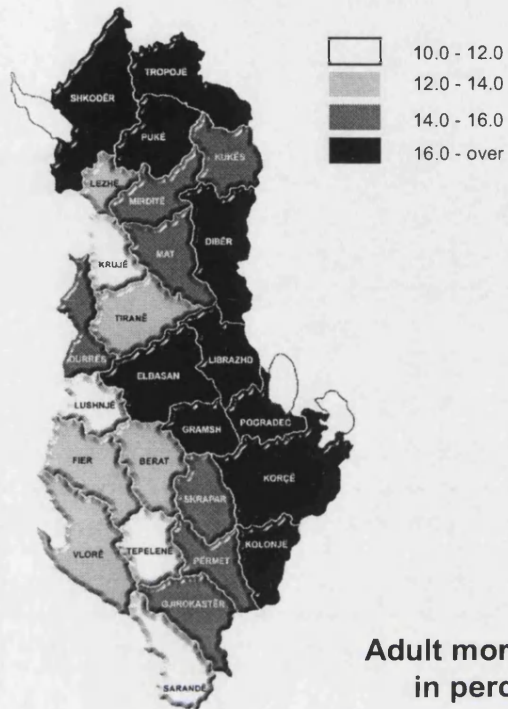 10.0 - 12.0
12.0 - 14.0
14.0 - 16.0
16.0 - over
TROPOJË
SHKODËR
PUKË
KUKËS
LEZHË
MIRDITË
DIBËR
MAT
KRUJË
TIRANË
DURRËS
LIBRAZHD
ELBASAN
LUSHNJË
GRAMSH
POGRADEC
FIER
BERAT
KORÇË
SKRAPAR
KOLONJË
VLORË
TEPELENË
PËRMET
GJIROKASTËR
SARANDË
Adult mor
in perc